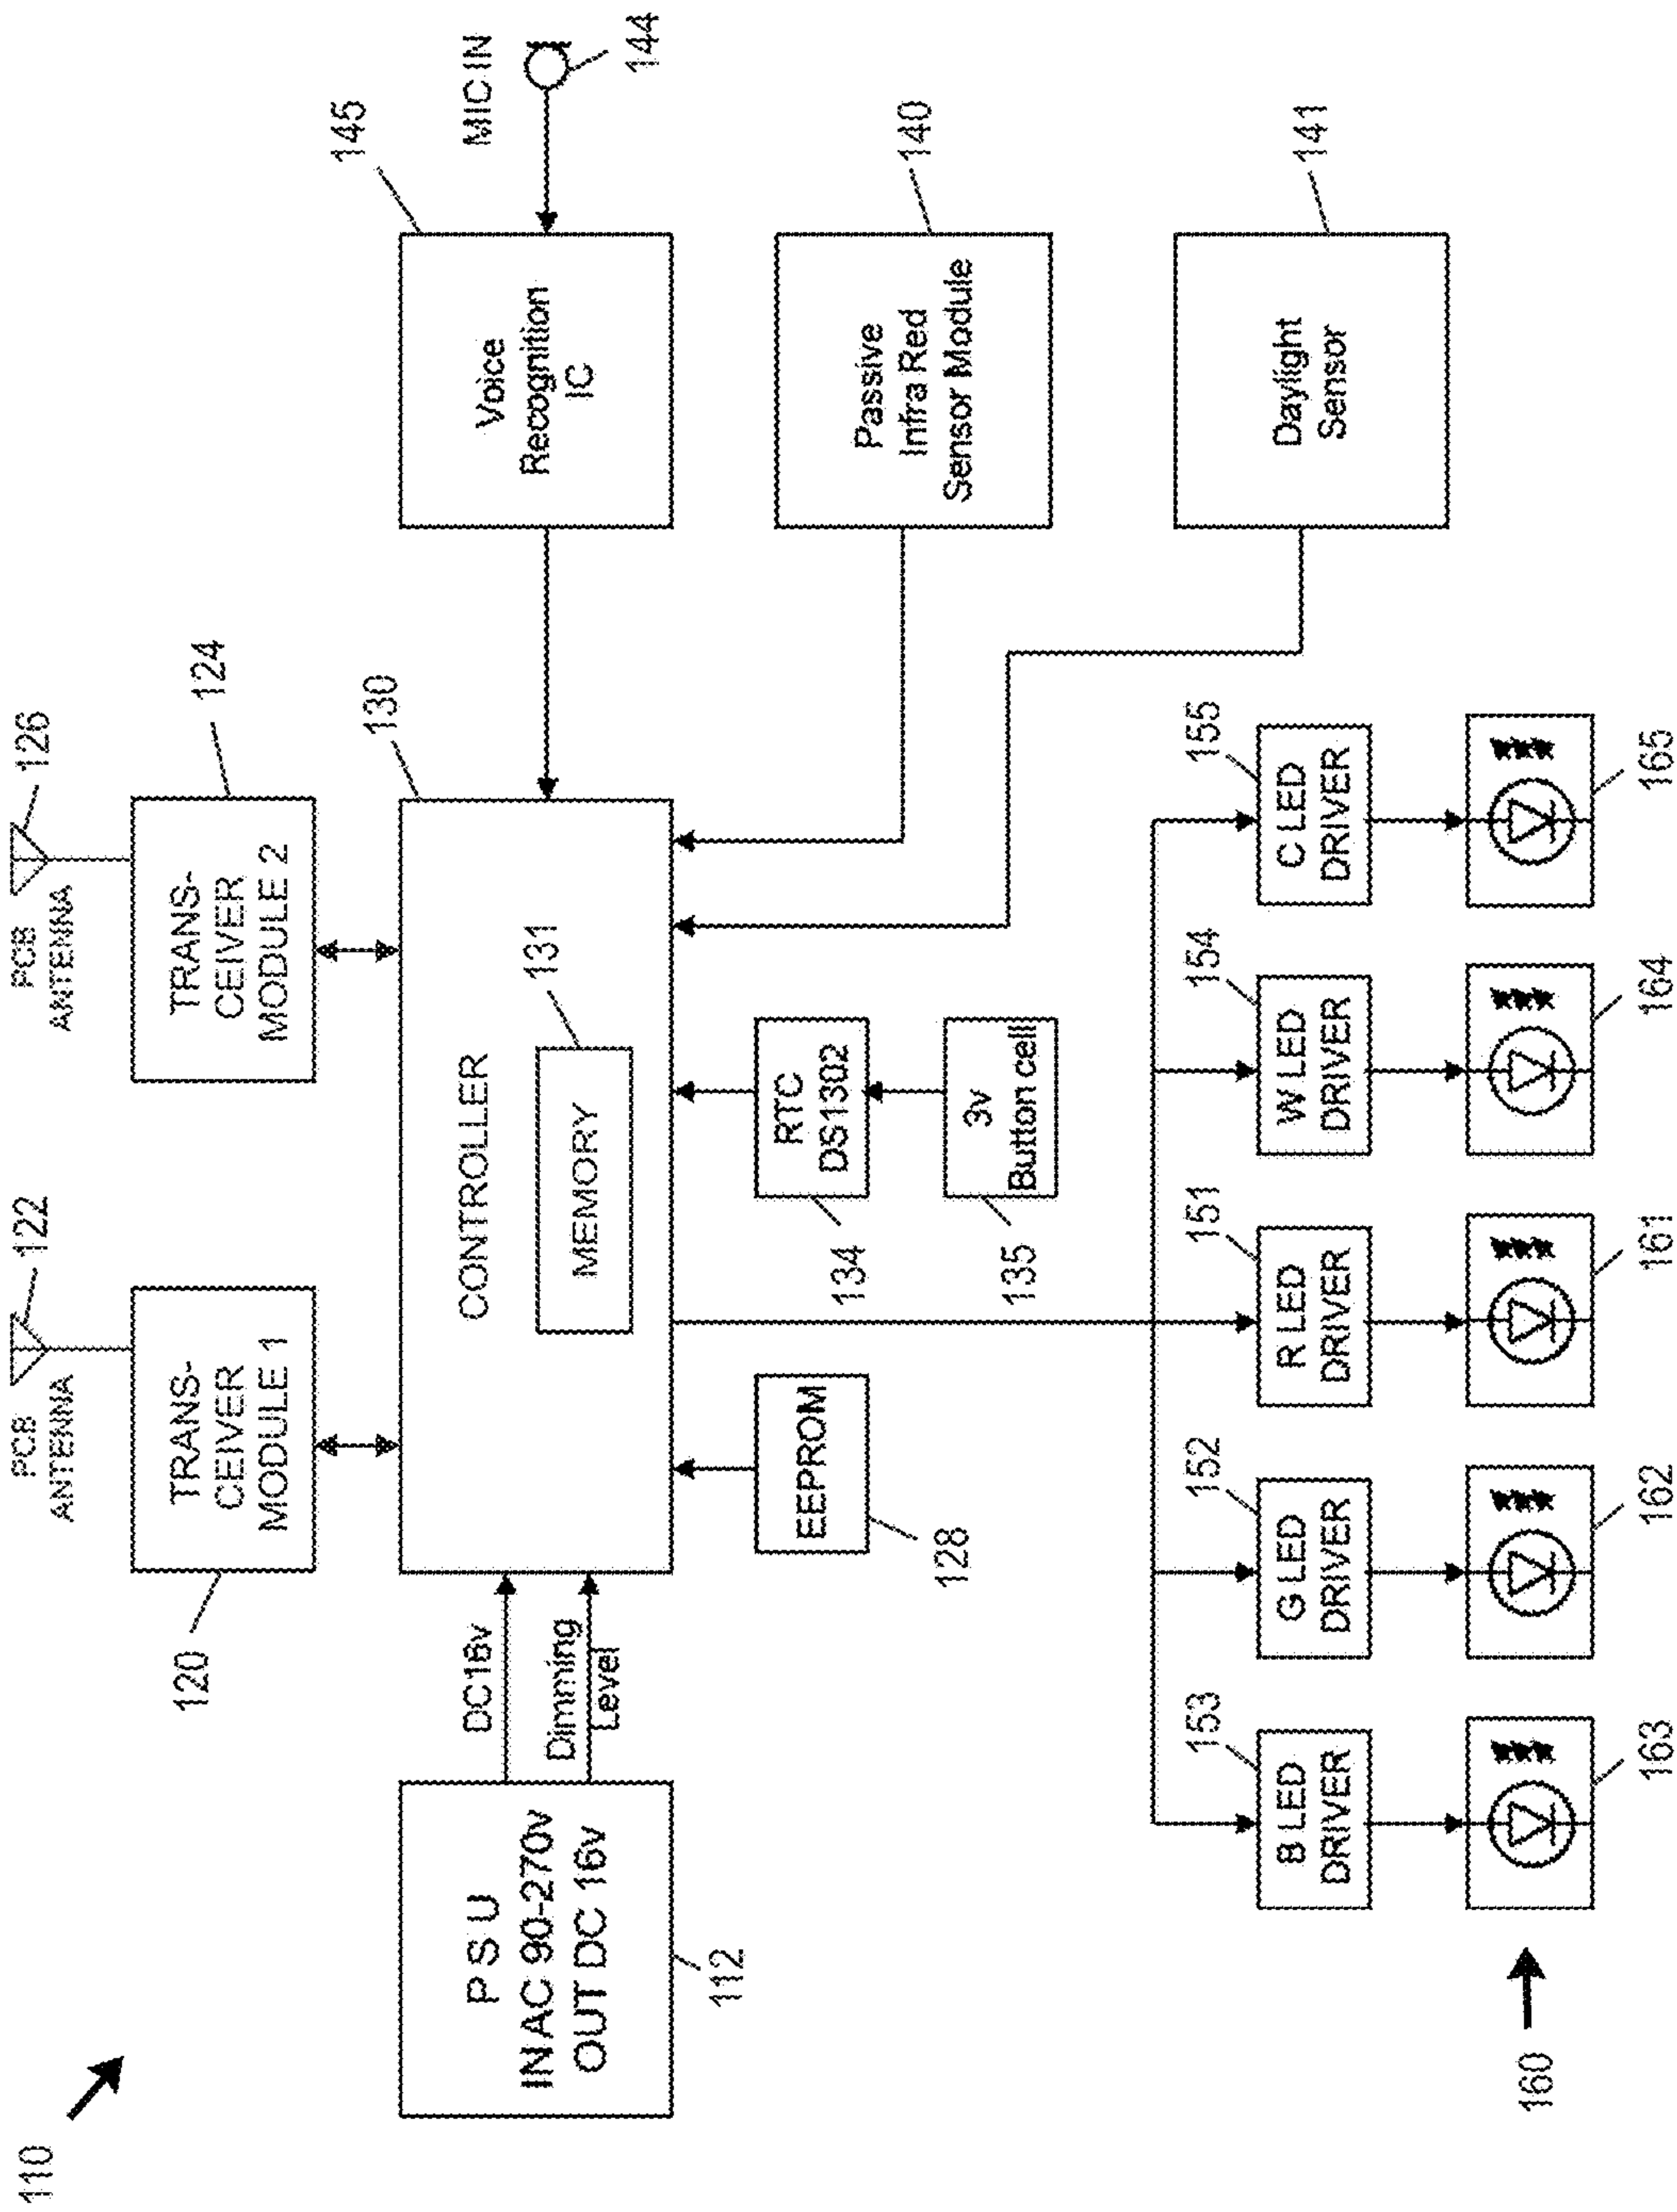 110
PCB
ANTENNA
122
PCB
ANTENNA
126
120
TRANS-
CEIVER
MODULE 1
TRANS-
CEIVER
MODULE 2
124
P S U
IN AC 90-270v
OUT DC 16v
112
DC16v
Dimming
Level
CONTROLLER
130
MEMORY
131
Voice
Recognition
IC
145
MIC IN
144
EEPROM
128
RTC
DS1302
134
3v
Button cell
135
Passive
Infra Red
Sensor Module
140
Daylight
Sensor
141
B LED
DRIVER
153
G LED
DRIVER
152
R LED
DRIVER
151
W LED
DRIVER
154
C LED
DRIVER
155
160
163
162
161
164
165